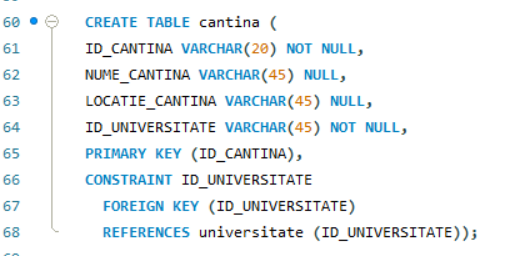 60 CREATE TABLE cantina (
61 ID_CANTINA VARCHAR(20) NOT NULL,
62 NUME_CANTINA VARCHAR(45) NULL,
63 LOCATIE_CANTINA VARCHAR(45) NULL,
64 ID_UNIVERSITATE VARCHAR(45) NOT NULL,
65 PRIMARY KEY (ID_CANTINA),
66 CONSTRAINT ID_UNIVERSITATE
67 FOREIGN KEY (ID_UNIVERSITATE)
68 REFERENCES universitate (ID_UNIVERSITATE));